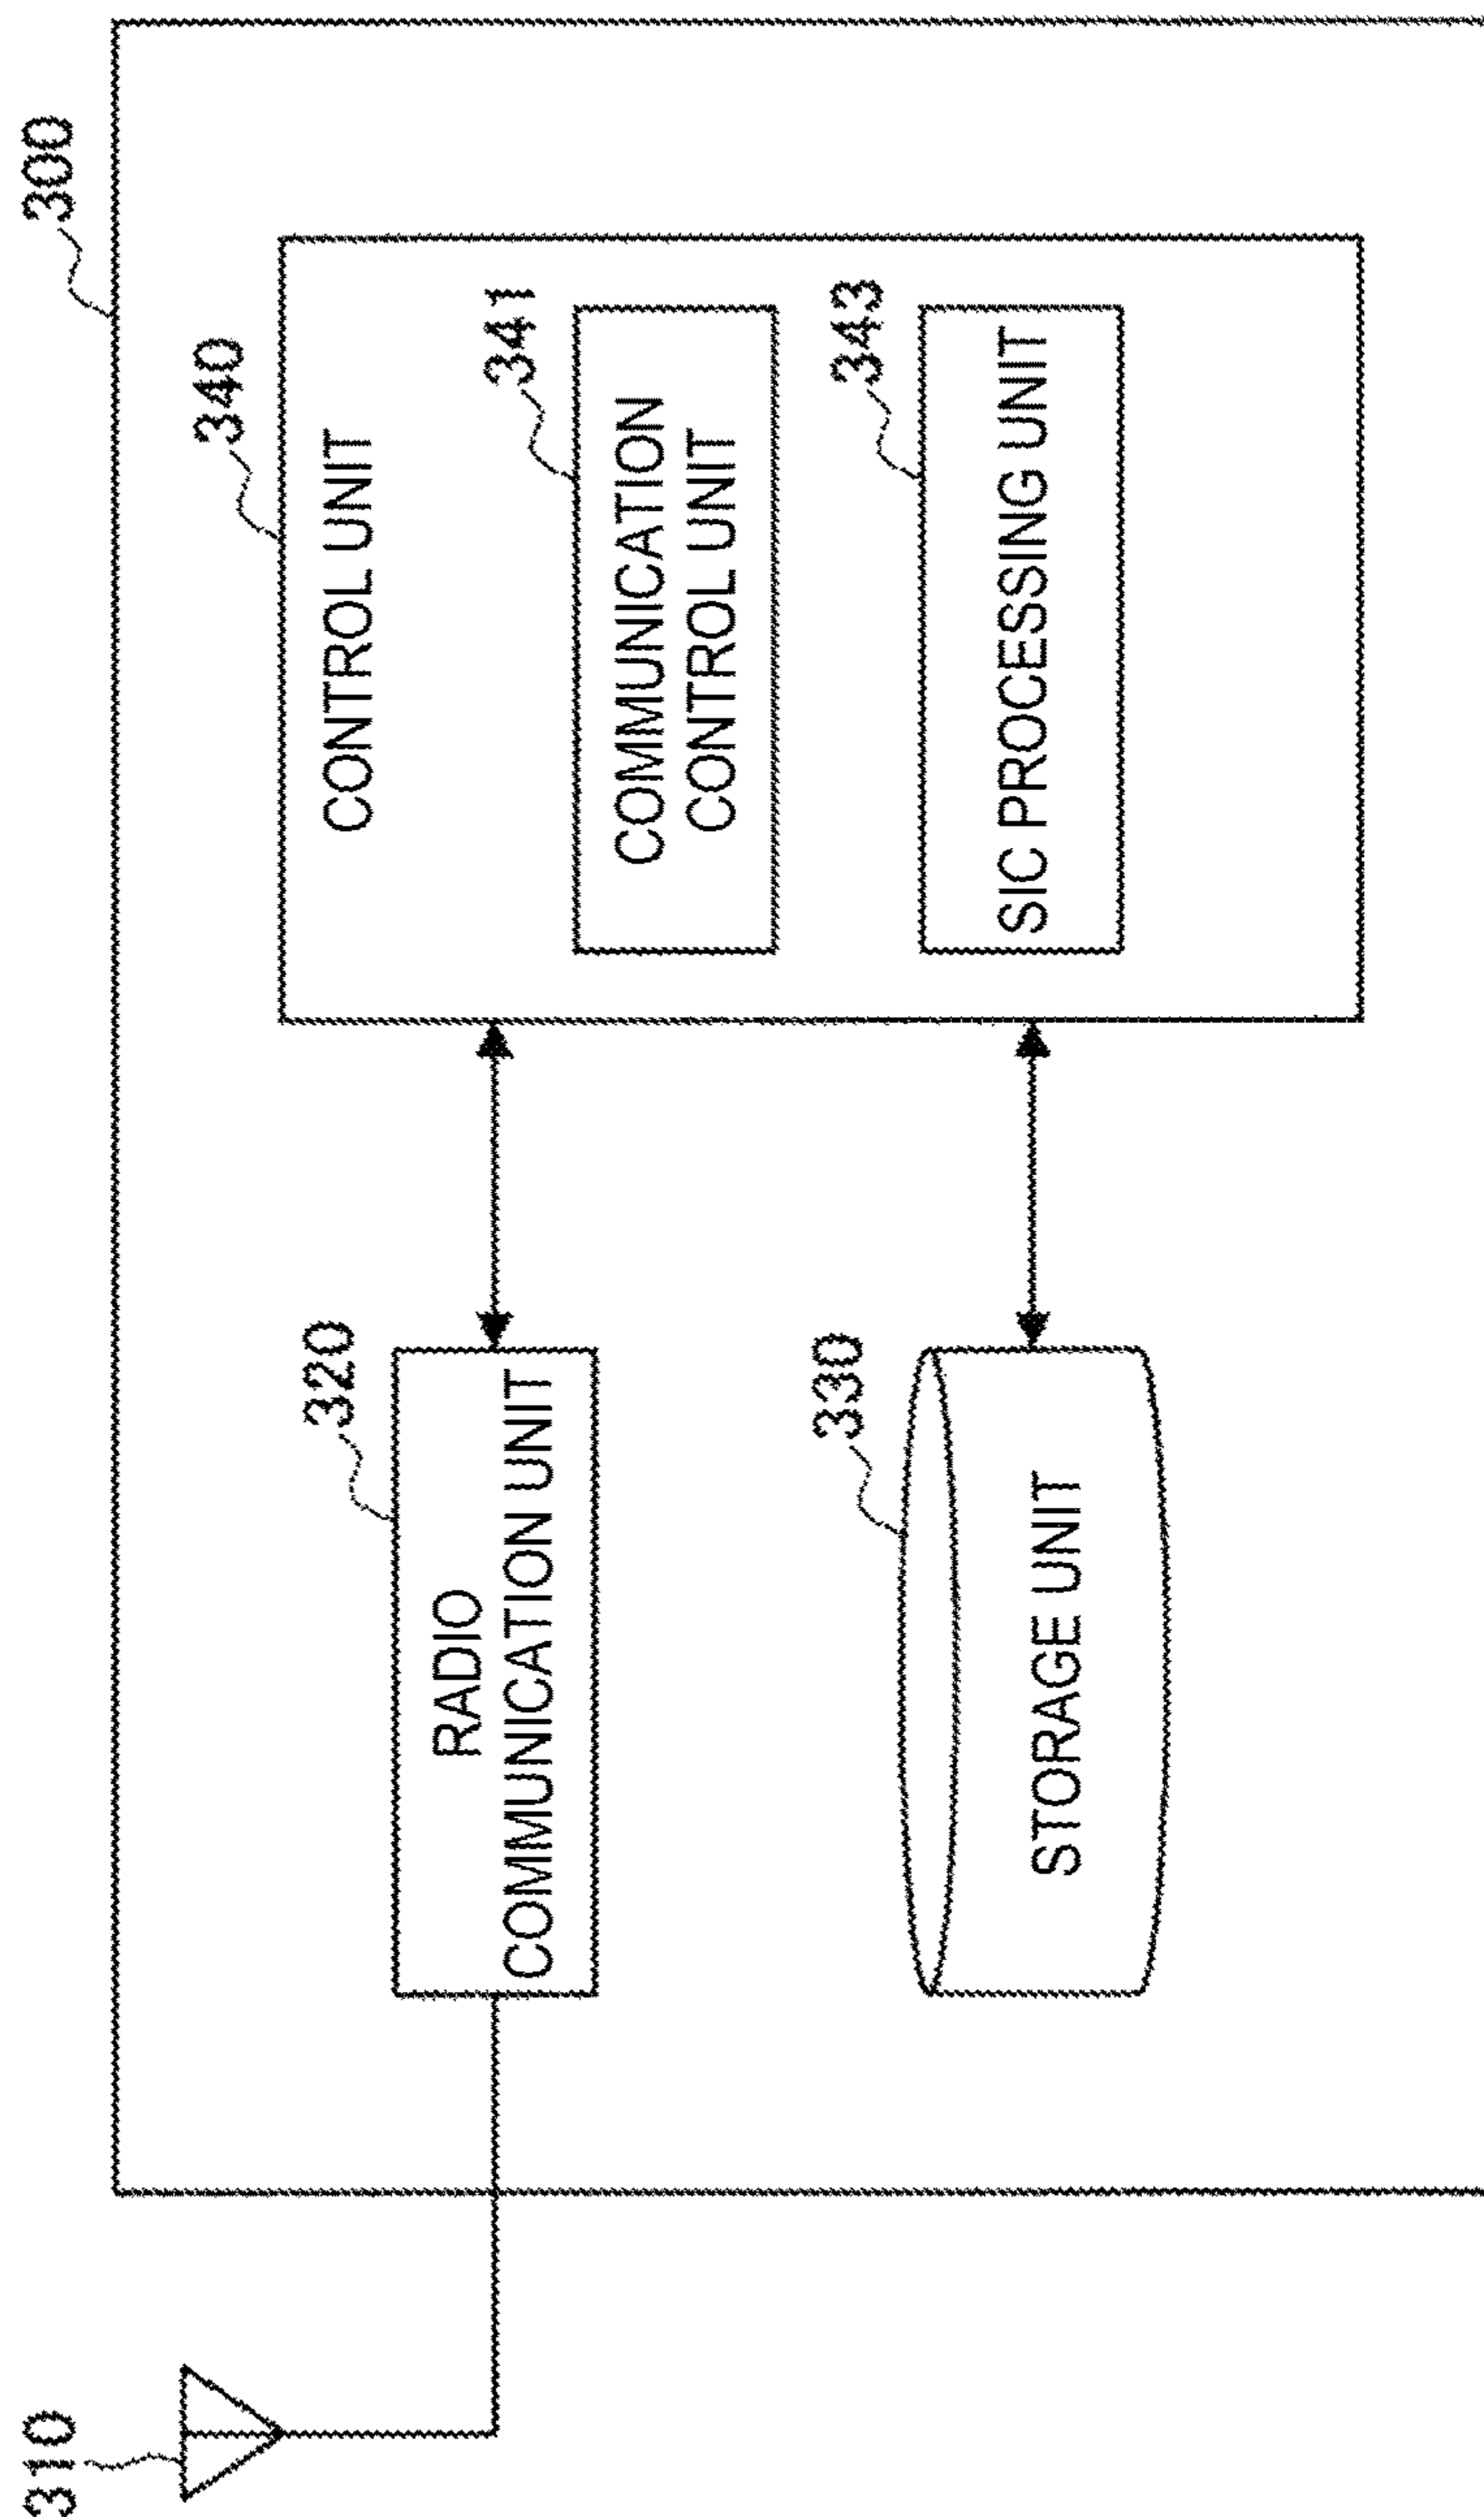 300
340
CONTROL UNIT
341
COMMUNICATION
CONTROL UNIT
343
SIC PROCESSING UNIT
310
320
RADIO
COMMUNICATION UNIT
330
STORAGE UNIT